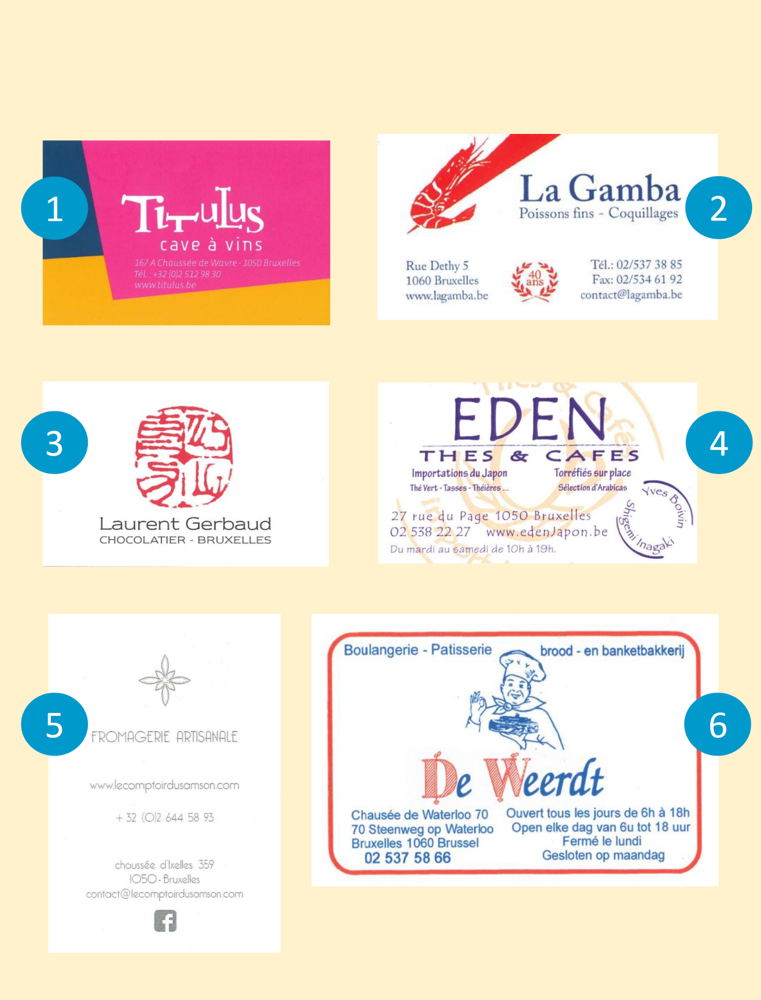 1
Titulus
cave à vins
167 A Chaussée de Wavre - 1050 Bruxelles
Tél. : +32 (0)2 512 98 30
www.titulus.be
2
La Gamba
Poissons fins - Coquillages
Rue Dethy 5
1060 Bruxelles
www.lagamba.be
40
ans
Tél.: 02/537 38 85
Fax: 02/534 61 92
contact@lagamba.be
3
Laurent Gerbaud
CHOCOLATIER - BRUXELLES
4
Thés & Cafés
EDEN
THES & CAFES
Importations du Japon
Thé Vert - Tasses - Théières ...
Torréfiés sur place
Sélection d'Arabicas
27 rue du Page 1050 Bruxelles
02 538 22 27 www.edenJapon.be
Du mardi au samedi de 10h à 19h.
Yves Boivin
Shigemi Inagaki
5
FROMAGERIE ARTISANALE
www.lecomptoirdusamson.com
+ 32 (0)2 644 58 93
chaussée d'Ixelles. 359
1050 - Bruxelles
contact@lecomptoirdusamson.com
f
6
Boulangerie - Patisserie
brood - en banketbakkerij
De Weerdt
Chausée de Waterloo 70
70 Steenweg op Waterloo
Bruxelles 1060 Brussel
02 537 58 66
Ouvert tous les jours de 6h à 18h
Open elke dag van 6u tot 18 uur
Fermé le lundi
Gesloten op maandag